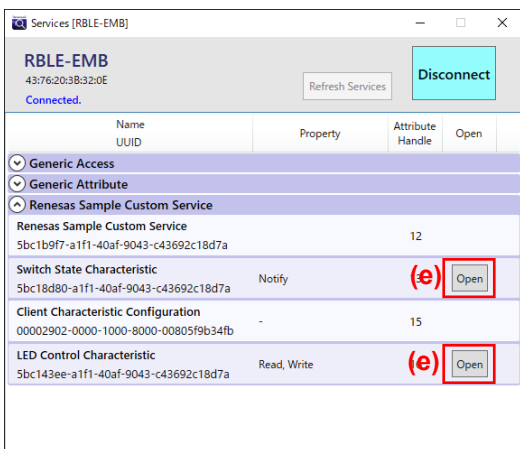 Services [RBLE-EMB]
RBLE-EMB
43:76:20:3B:32:0E
Connected.
Refresh Services
Disconnect
Name
UUID
Property
Attribute
Handle
Open
Generic Access
Generic Attribute
Renesas Sample Custom Service
Renesas Sample Custom Service
5bc1b9f7-a1f1-40af-9043-c43692c18d7a
12
Switch State Characteristic
5bc18d80-a1f1-40af-9043-c43692c18d7a
Notify
(e)
Open
Client Characteristic Configuration
00002902-0000-1000-8000-00805f9b34fb
-
15
LED Control Characteristic
5bc143ee-a1f1-40af-9043-c43692c18d7a
Read, Write
(e)
Open